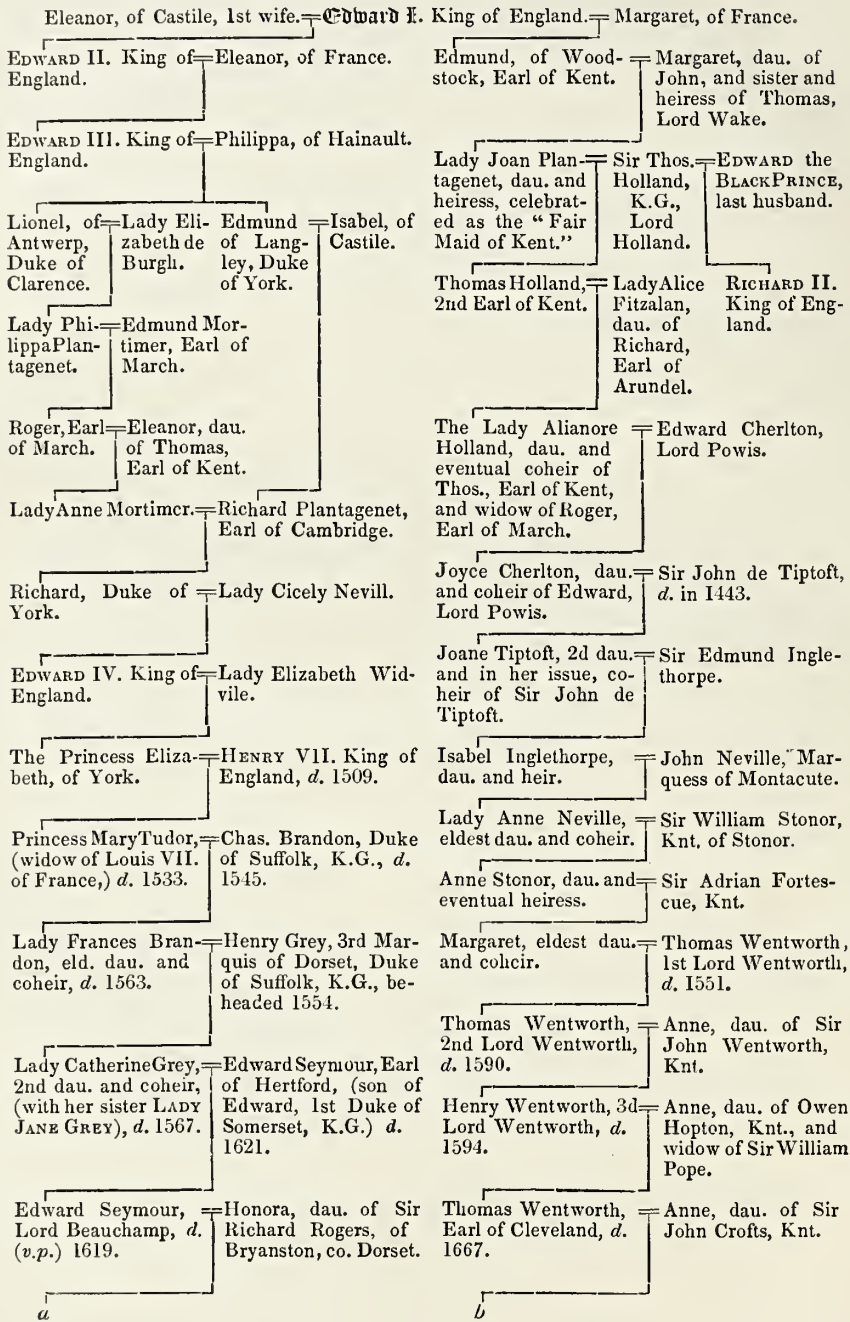 Eleanor, of Castile, 1st wife.╤Edward I. King of England.╤Margaret, of France.
EDWARD II. King of╤Eleanor, of France.
England.
EDWARD III. King of╤Philippa, of Hainault.
England.
Lionel, of╤Lady Eli-
Antwerp, zabeth de
Duke of Burgh.
Clarence.
Edmund ╤Isabel, of
of Lang- Castile.
ley, Duke
of York.
Lady Phi-╤Edmund Mor-
lippaPlan- timer, Earl of
tagenet. March.
Roger, Earl╤Eleanor, dau.
of March. of Thomas,
Earl of Kent.
LadyAnne Mortimer.╤Richard Plantagenet,
Earl of Cambridge.
Richard, Duke of ╤Lady Cicely Nevill.
York.
EDWARD IV. King of╤Lady Elizabeth Wid-
England. vile.
The Princess Eliza-╤HENRY VII. King of
beth, of York. England, d. 1509.
Princess MaryTudor,╤Chas. Brandon, Duke
(widow of Louis VII. of Suffolk, K.G., d.
of France,) d. 1533. 1545.
Lady Frances Bran-╤Henry Grey, 3rd Mar-
don, eld. dau. and quis of Dorset, Duke
coheir, d. 1563. of Suffolk, K.G., be-
headed 1554.
Lady CatherineGrey,╤Edward Seymour, Earl
2nd dau. and coheir, of Hertford, (son of
(with her sister LADY Edward, 1st Duke of
JANE GREY), d. 1567. Somerset, K.G.) d.
1621.
Edward Seymour, ╤Honora, dau. of Sir
Lord Beauchamp, d. Richard Rogers, of
(v.p.) 1619. Bryanston, co. Dorset.
a
Edmund, of Wood- ╤Margaret, dau. of
stock, Earl of Kent. John, and sister and
heiress of Thomas,
Lord Wake.
Lady Joan Plan-╤Sir Thos.╤EDWARD the
tagenet, dau. and Holland, BLACKPRINCE,
heiress, celebrat- K.G., last husband.
ed as the “Fair Lord
Maid of Kent.” Holland.
Thomas Holland,╤LadyAlice RICHARD II.
2nd Earl of Kent. Fitzalan, King of Eng-
dau. of land.
Richard,
Earl of
Arundel.
The Lady Alianore ╤Edward Cherlton,
Holland, dau. and Lord Powis.
eventual coheir of
Thos., Earl of Kent,
and widow of Roger,
Earl of March.
Joyce Cherlton, dau.╤Sir John de Tiptoft,
and coheir of Edward, d. in 1443.
Lord Powis.
Joane Tiptoft, 2d dau.╤Sir Edmund Ingle-
and in her issue, co- thorpe.
heir of Sir John de
Tiptoft.
Isabel Inglethorpe, ╤John Neville, Mar-
dau. and heir. quess of Montacute.
Lady Anne Neville, ╤Sir William Stonor,
eldest dau. and coheir. Knt. of Stonor.
Anne Stonor, dau. and╤Sir Adrian Fortes-
eventual heiress. cue, Knt.
Margaret, eldest dau.╤Thomas Wentworth,
and coheir. 1st Lord Wentworth,
d. 1551.
Thomas Wentworth, ╤Anne, dau. of Sir
2nd Lord Wentworth, John Wentworth,
d. 1590. Knt.
Henry Wentworth, 3d╤Anne, dau. of Owen
Lord Wentworth, d. Hopton, Knt., and
1594. widow of Sir William
Pope.
Thomas Wentworth, ╤Anne, dau. of Sir
Earl of Cleveland, d. John Crofts, Knt.
1667.
b